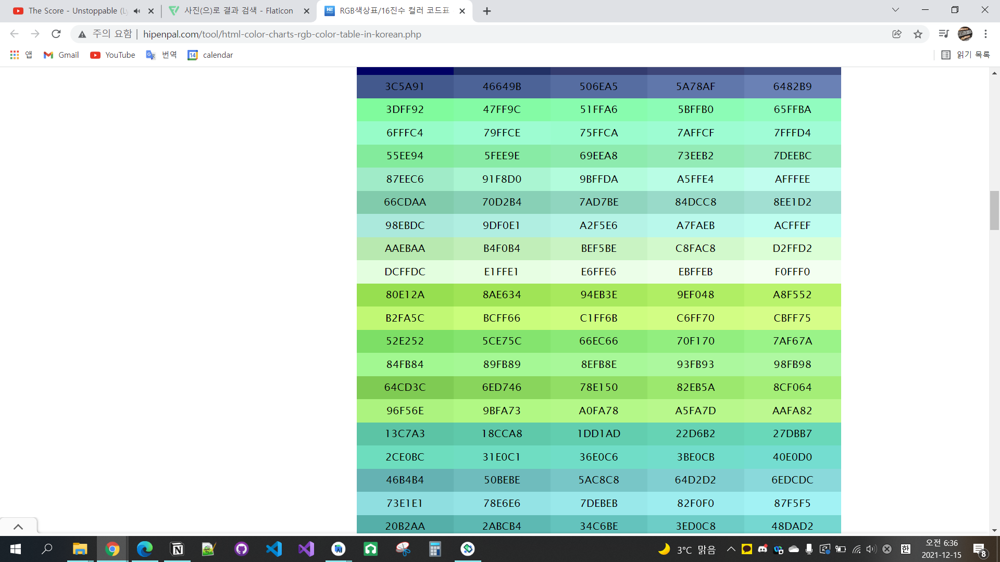 The Score - Unstoppable (Ly
사진(으)로 결과 검색 - Flaticon
Hi! RGB색상표/16진수 컬러 코드표
주의 요함 | hipenpal.com/tool/html-color-charts-rgb-color-table-in-korean.php
앱 Gmail YouTube 번역 14 calendar 읽기 목록
3C5A91 46649B 506EA5 5A78AF 6482B9
3DFF92 47FF9C 51FFA6 5BFFB0 65FFBA
6FFFC4 79FFCE 75FFCA 7AFFCF 7FFFD4
55EE94 5FEE9E 69EEA8 73EEB2 7DEEBC
87EEC6 91F8D0 9BFFDA A5FFE4 AFFFEE
66CDAA 70D2B4 7AD7BE 84DCC8 8EE1D2
98EBDC 9DF0E1 A2F5E6 A7FAEB ACFFEF
AAEBAA B4F0B4 BEF5BE C8FAC8 D2FFD2
DCFFDC E1FFE1 E6FFE6 EBFFEB F0FFF0
80E12A 8AE634 94EB3E 9EF048 A8F552
B2FA5C BCFF66 C1FF6B C6FF70 CBFF75
52E252 5CE75C 66EC66 70F170 7AF67A
84FB84 89FB89 8EFB8E 93FB93 98FB98
64CD3C 6ED746 78E150 82EB5A 8CF064
96F56E 9BFA73 A0FA78 A5FA7D AAFA82
13C7A3 18CCA8 1DD1AD 22D6B2 27DBB7
2CE0BC 31E0C1 36E0C6 3BE0CB 40E0D0
46B4B4 50BEBE 5AC8C8 64D2D2 6EDCDC
73E1E1 78E6E6 7DEBEB 82F0F0 87F5F5
20B2AA 2ABCB4 34C6BE 3ED0C8 48DAD2
3°C 맑음 한 오전 6:36
2021-12-15 8